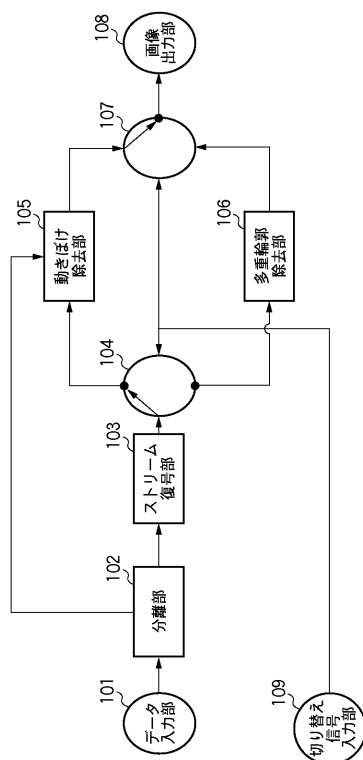 101
データ
入力部
102
分離部
103
ストリーム
復号部
104
105
動きぼけ
除去部
106
多重輪郭
除去部
107
108
画像
出力部
109
切り替え
信号
入力部